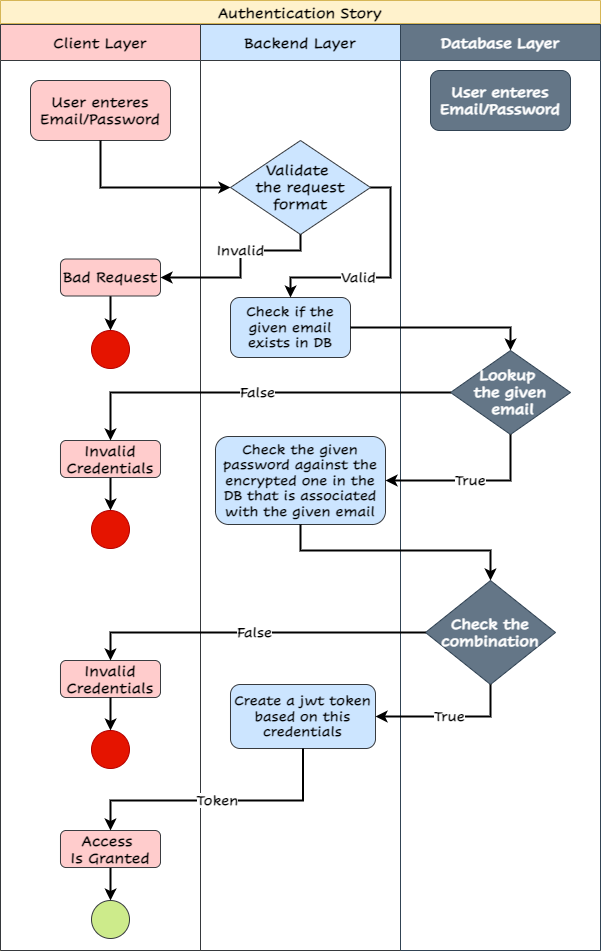 Authentication Story
Client Layer
Backend Layer
Database Layer
User enteres
Email/Password
User enteres
Email/Password
Validate
the request
format
Invalid
Valid
Bad Request
Check if the
given email
exists in DB
Lookup
the given
email
False
Invalid
Credentials
Check the given
password against the
encrypted one in the
DB that is associated
with the given email
True
Check the
combination
False
Invalid
Credentials
Create a jwt token
based on this
credentials
True
Token
Access
Is Granted